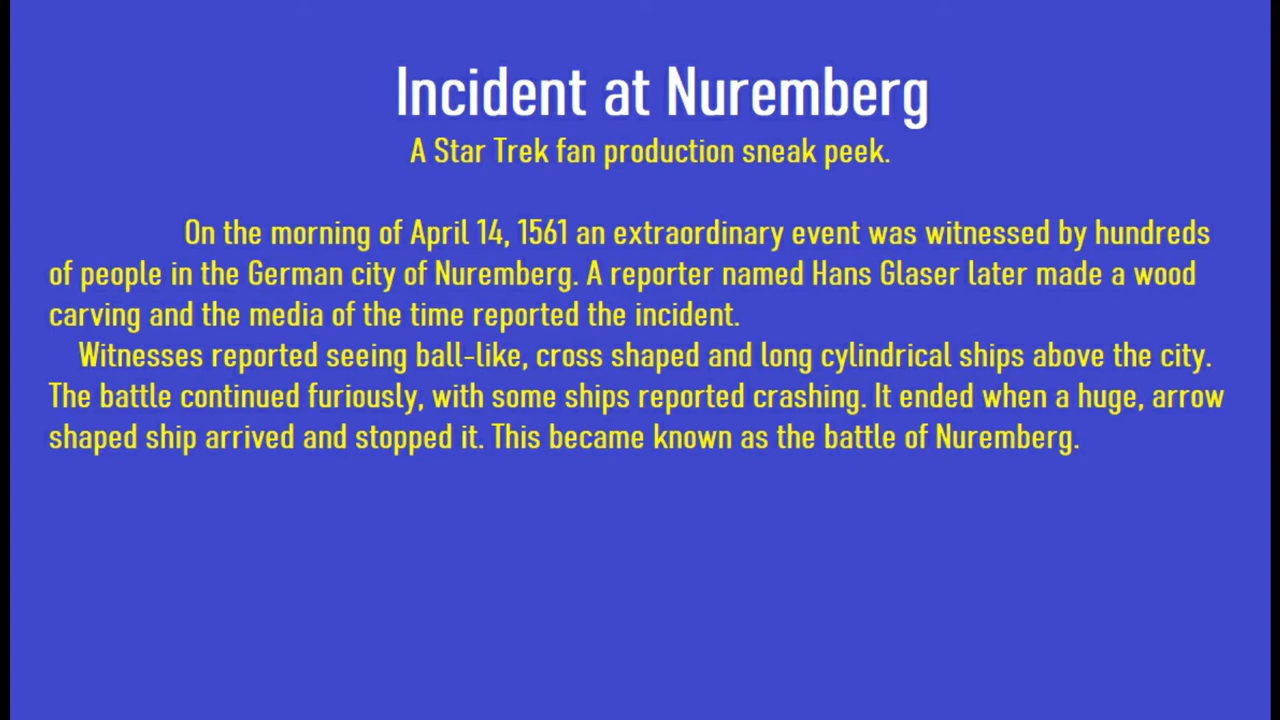 Incident at Nuremberg
A Star Trek fan production sneak peek.
On the morning of April 14, 1561 an extraordinary event was witnessed by hundreds
of people in the German city of Nuremberg. A reporter named Hans Glaser later made a wood
carving and the media of the time reported the incident.
Witnesses reported seeing ball-like, cross shaped and long cylindrical ships above the city.
The battle continued furiously, with some ships reported crashing. It ended when a huge, arrow
shaped ship arrived and stopped it. This became known as the battle of Nuremberg.